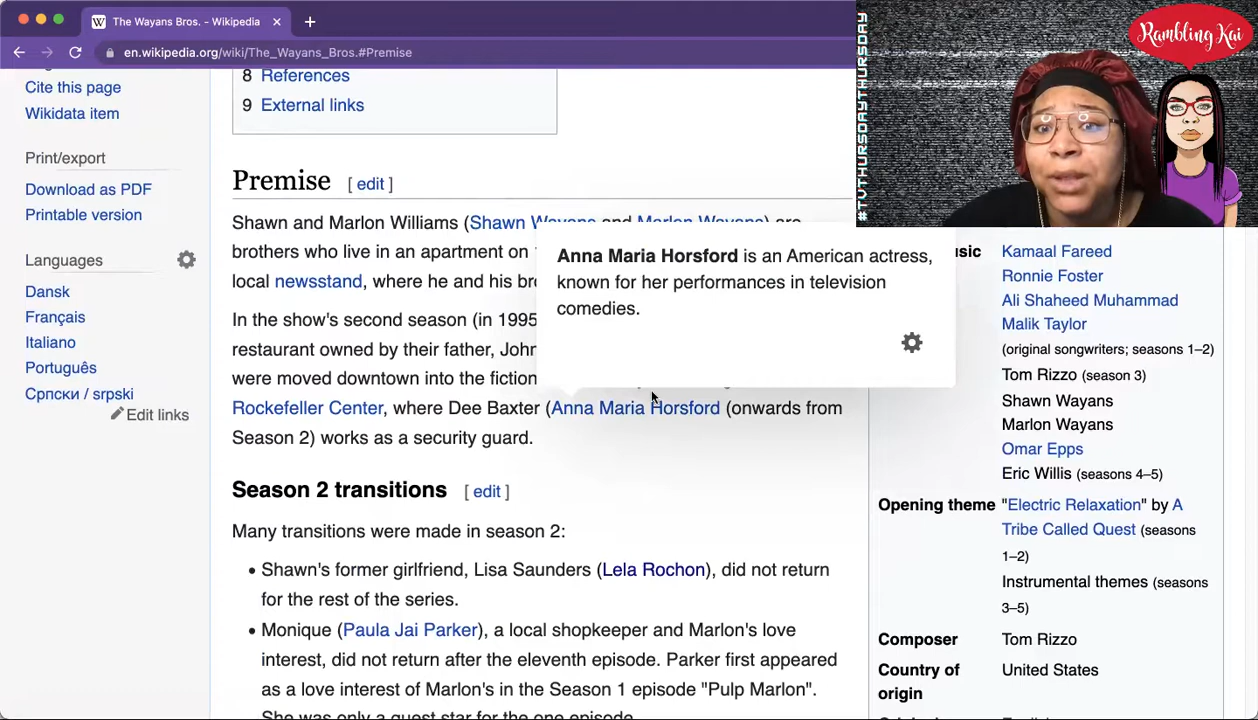 The Wayans Bros. - Wikipedia
en.wikipedia.org/wiki/The_Wayans_Bros.#Premise
#TVTHURSDAYTHURSDAY
Rambling Kai
Cite this page
Wikidata item
Print/export
Download as PDF
Printable version
Languages
Dansk
Français
Italiano
Português
Српски / srpski
Edit links
8 References
9 External links
Premise [ edit ]
Shawn and Marlon Williams (Shawn Wayans and Marlon Wayans) are
brothers who live in an apartment on
local newsstand, where he and his bro
In the show's second season (in 1995
restaurant owned by their father, John
were moved downtown into the fiction
Rockefeller Center, where Dee Baxter (Anna Maria Horsford (onwards from
Season 2) works as a security guard.
Anna Maria Horsford is an American actress,
known for her performances in television
comedies.
Season 2 transitions [ edit ]
Many transitions were made in season 2:
• Shawn's former girlfriend, Lisa Saunders (Lela Rochon), did not return
for the rest of the series.
• Monique (Paula Jai Parker), a local shopkeeper and Marlon's love
interest, did not return after the eleventh episode. Parker first appeared
as a love interest of Marlon's in the Season 1 episode "Pulp Marlon".
She was only a guest star for the one episode.
sic
Kamaal Fareed
Ronnie Foster
Ali Shaheed Muhammad
Malik Taylor
(original songwriters; seasons 1–2)
Tom Rizzo (season 3)
Shawn Wayans
Marlon Wayans
Omar Epps
Eric Willis (seasons 4–5)
Opening theme "Electric Relaxation" by A
Tribe Called Quest (seasons
1–2)
Instrumental themes (seasons
3–5)
Composer Tom Rizzo
Country of United States
origin